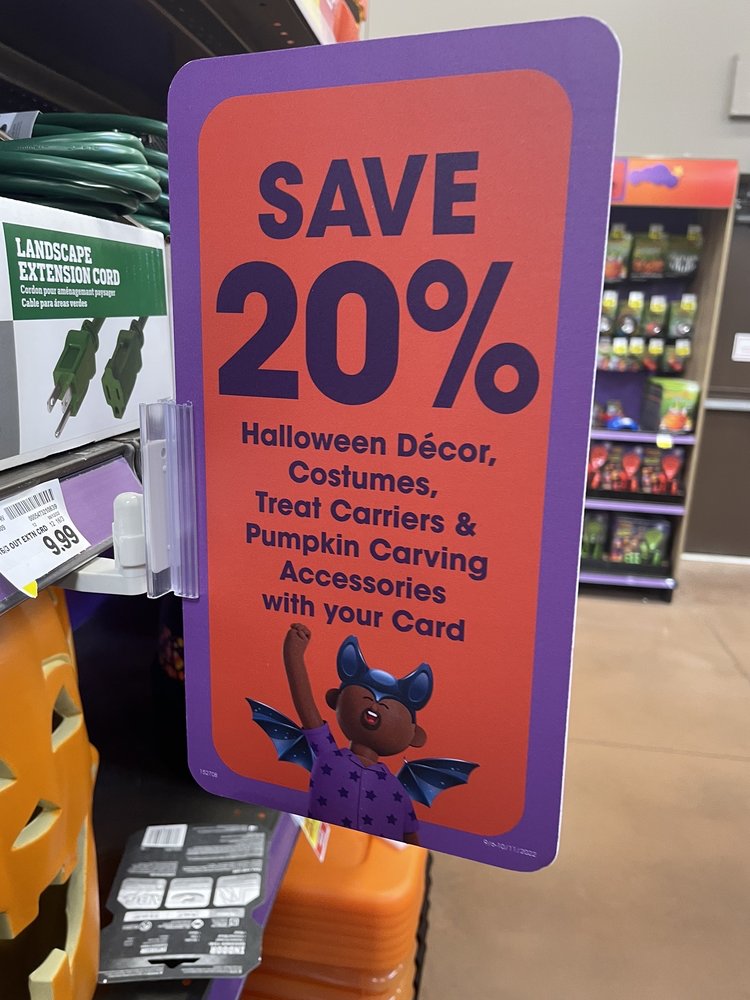 SAVE
20%
Halloween Décor,
Costumes,
Treat Carriers &
Pumpkin Carving
Accessories
with your Card
152708
LANDSCAPE
EXTENSION CORD
Cordon pour aménagement paysager
Cable para áreas verdes
9.99